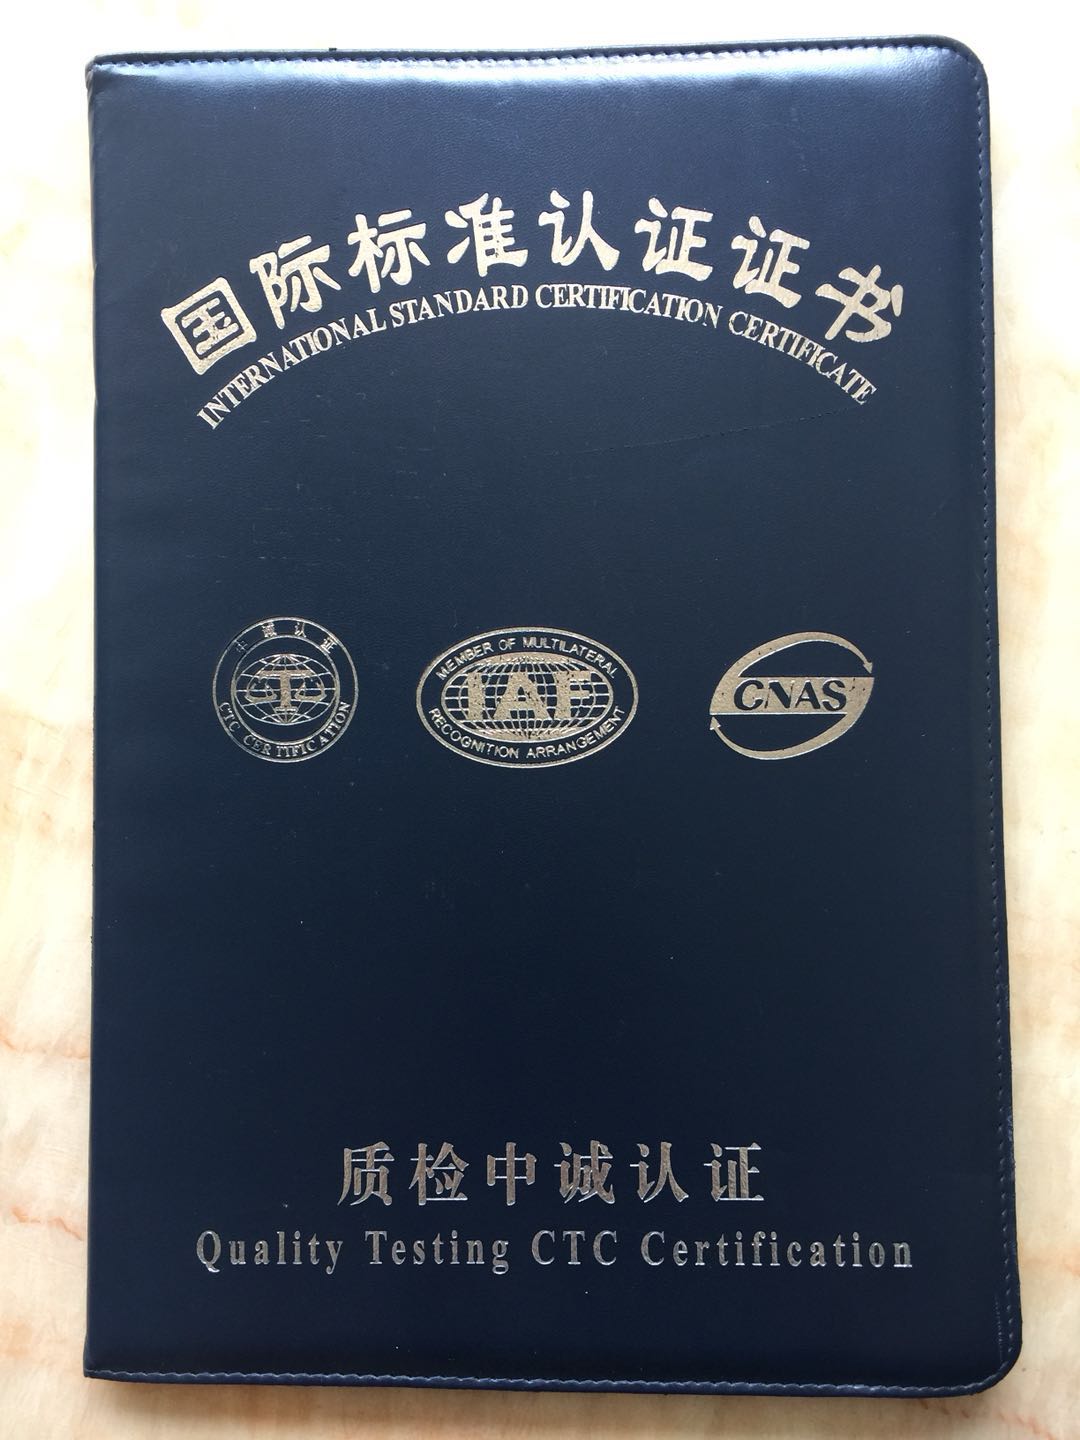 国际标准认证证书
INTERNATIONAL STANDARD CERTIFICATION CERTIFICATE
中诚认证
CTC CERTIFICATION
MEMBER OF MULTILATERAL
IAF
RECOGNITION ARRANGEMENT
CNAS
质检中诚认证
Quality Testing CTC Certification